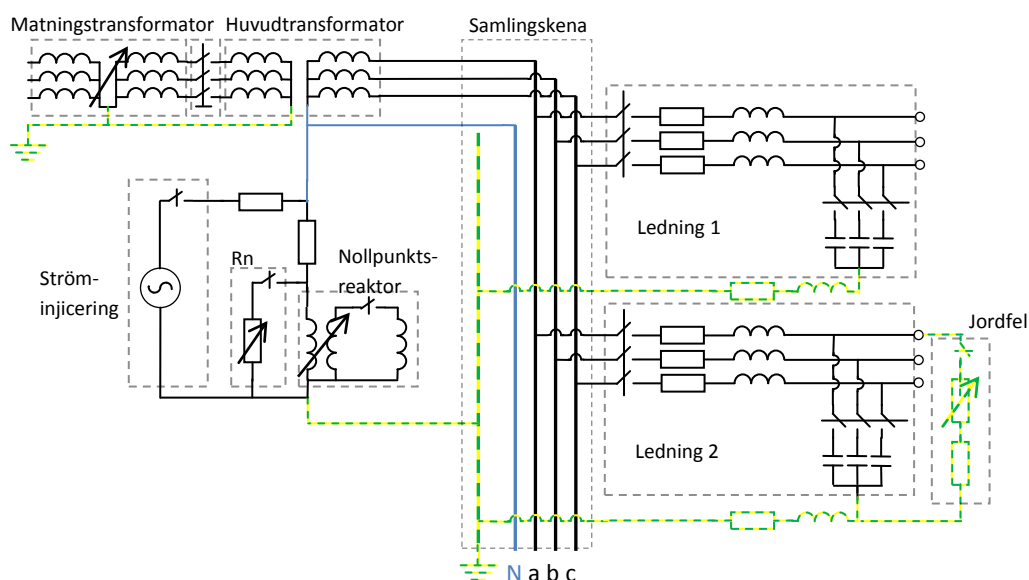 Matningstransformator
Huvudtransformator
Samlingskena
Ledning 1
Rn
Nollpunkts-
reaktor
Ström-
injicering
Jordfel
Ledning 2
N a b c